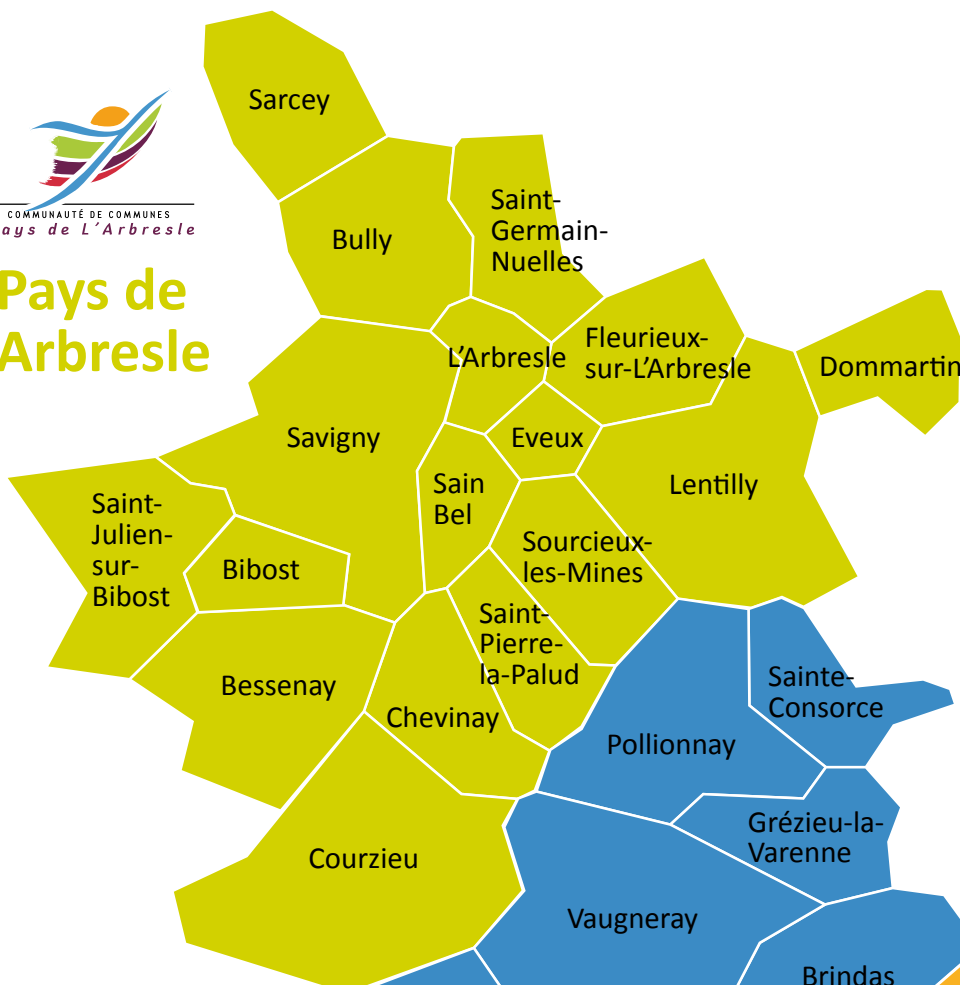 Sarcey
COMMUNAUTÉ DE COMMUNES
ays de L'Arbresle
Pays de
Arbresle
Bully
Saint-
Germain-
Nuelles
L'Arbresle
Fleurieux-
sur-L'Arbresle
Dommartin
Savigny
Eveux
Sain
Bel
Lentilly
Saint-
Julien-
sur-
Bibost
Bibost
Sourcieux-
les-Mines
Saint-
Pierre-
la-Palud
Bessenay
Chevinay
Sainte-
Consorce
Pollionnay
Grézieu-la-
Varenne
Courzieu
Vaugneray
Brindas